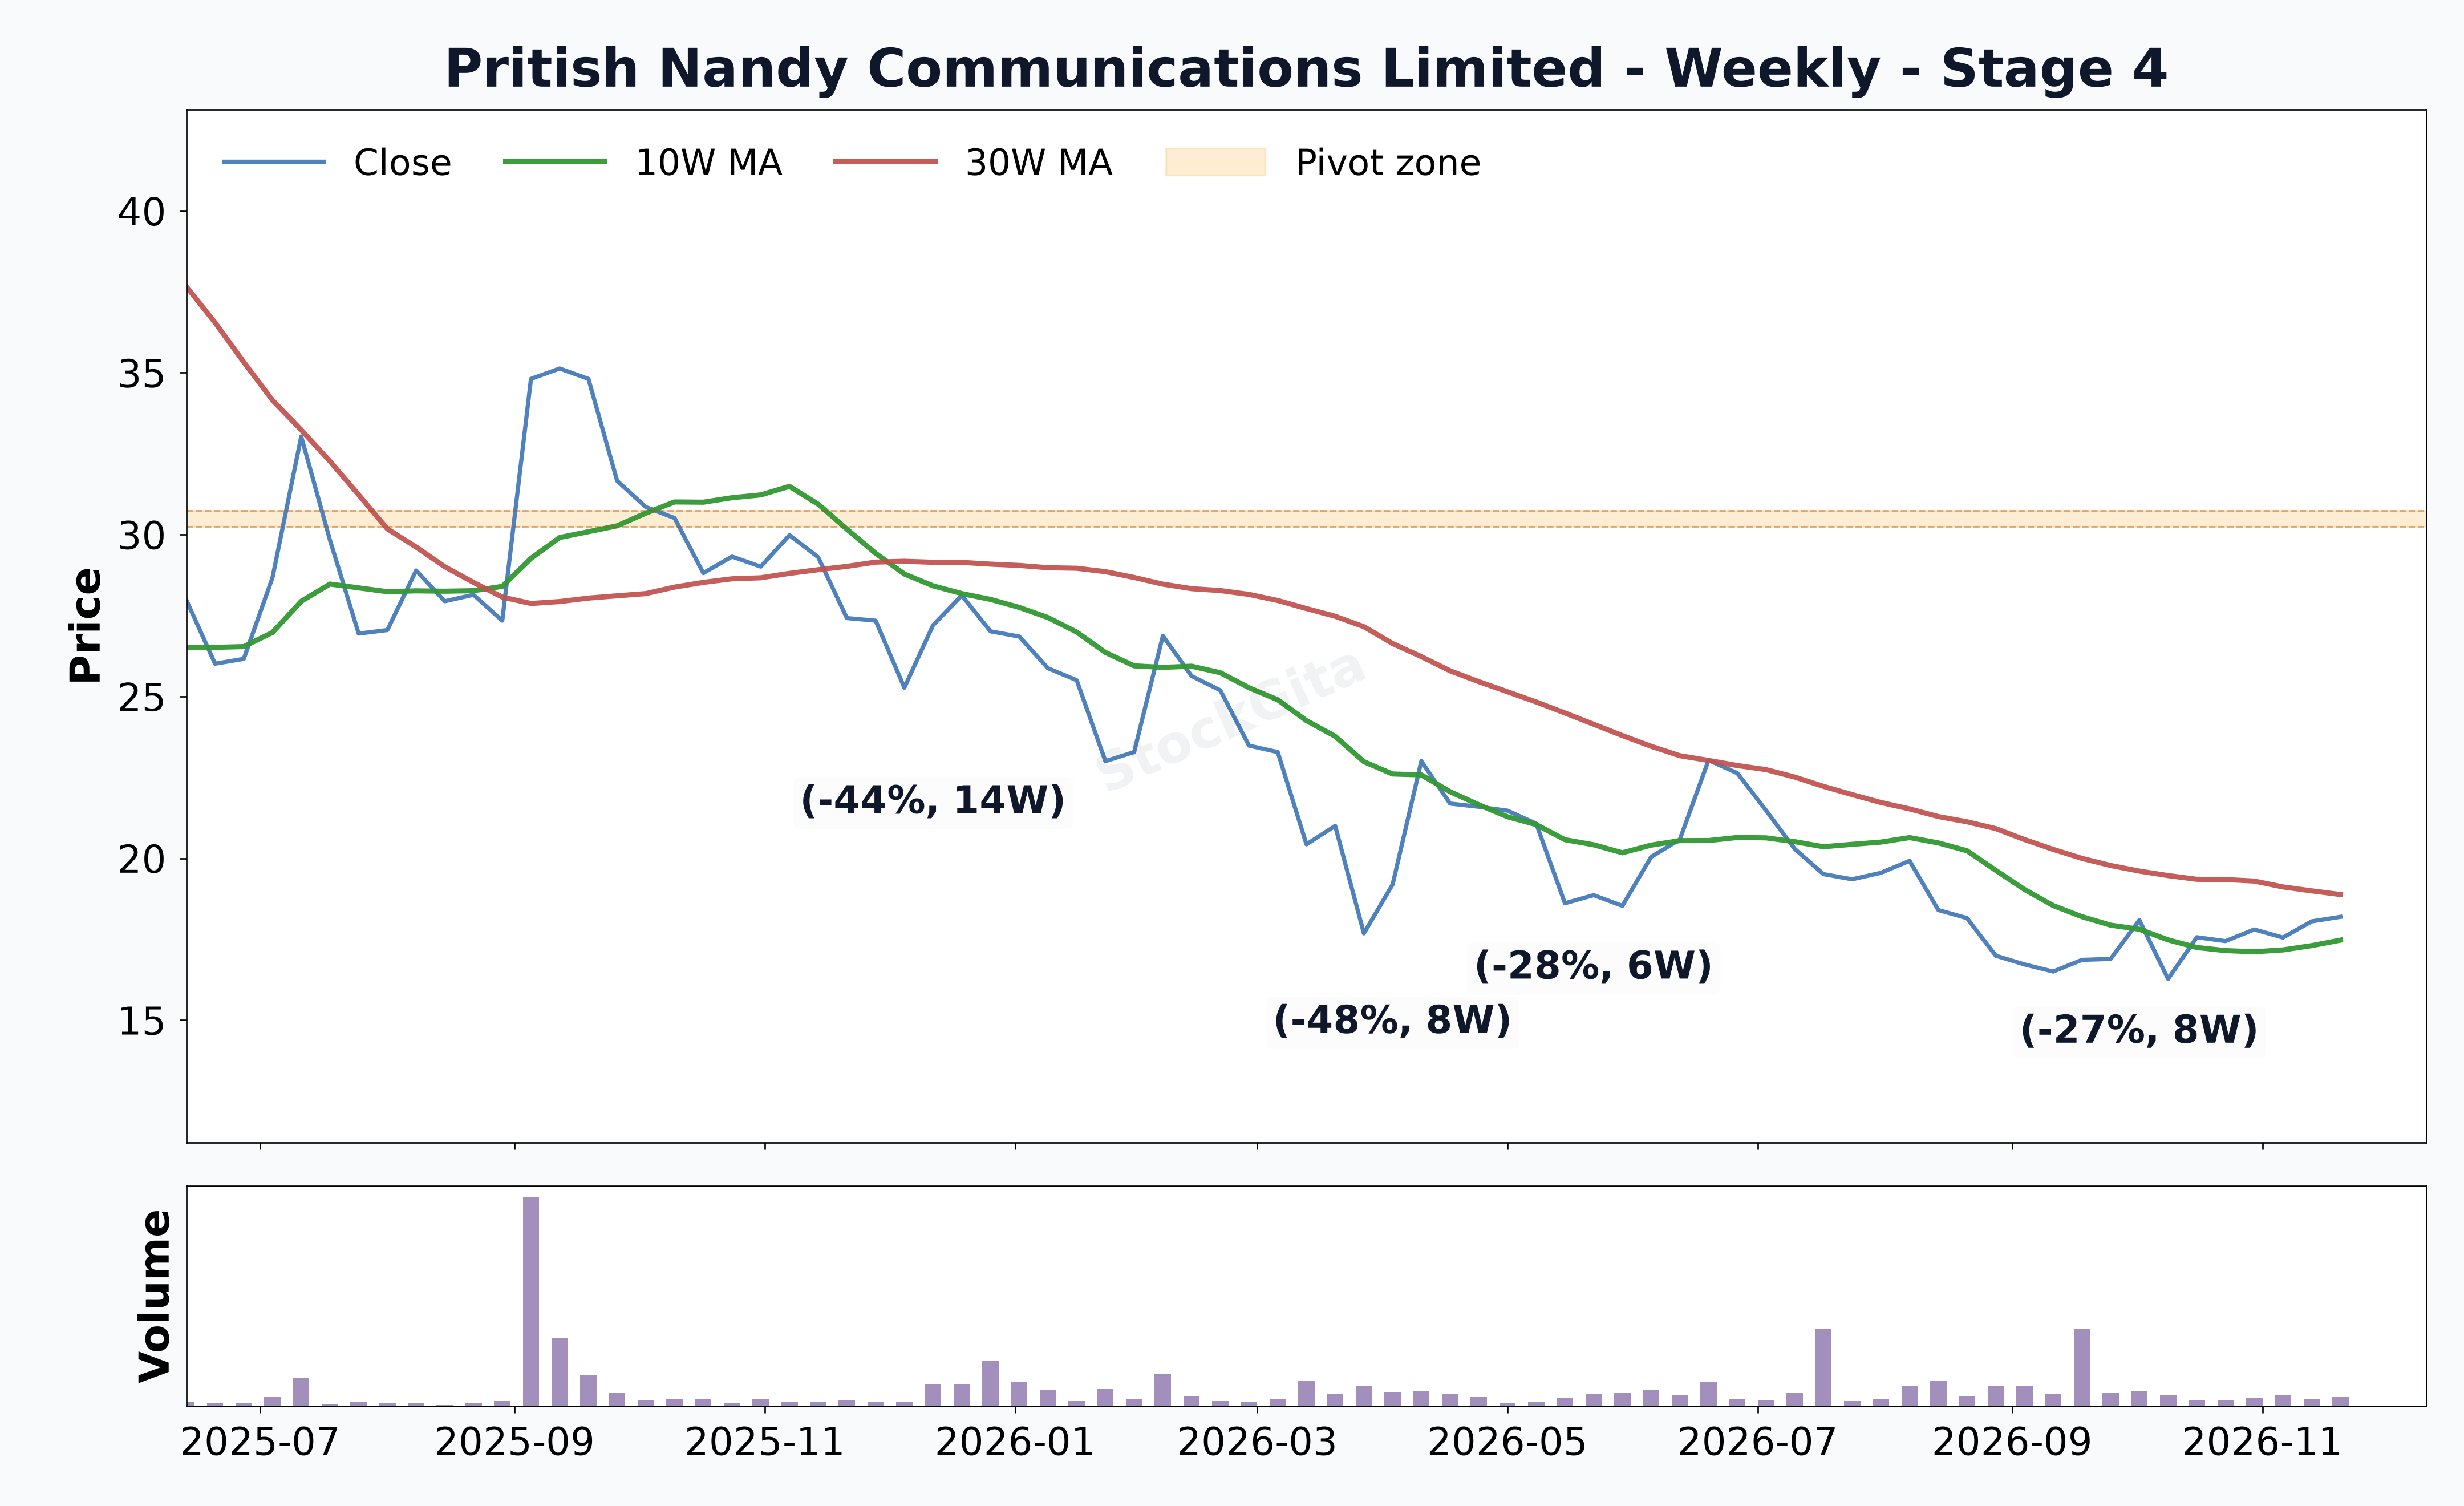 Pritish Nandy Communications Limited - Weekly - Stage 4
Close 10W MA 30W MA Pivot zone
40
35
30
25
20
15
Price
StockGita
(-44%, 14W)
(-28%, 6W)
(-48%, 8W)
(-27%, 8W)
Volume
2025-07 2025-09 2025-11 2026-01 2026-03 2026-05 2026-07 2026-09 2026-11